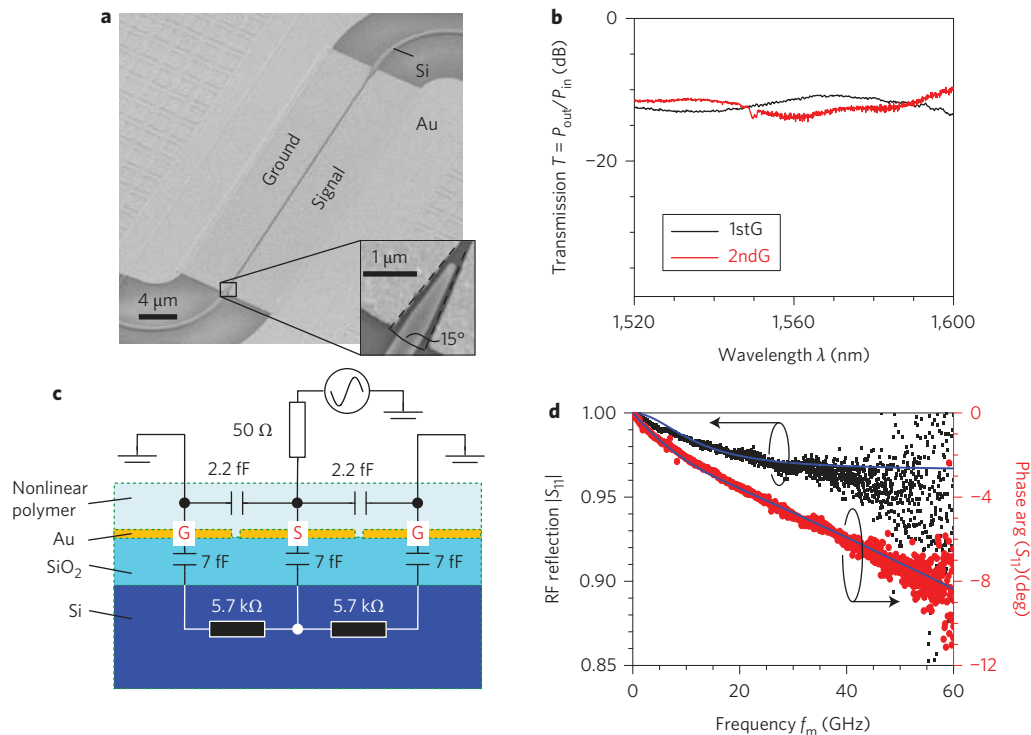 a
Si
Au
Ground
Signal
4 μm
1 μm
15°
b
Transmission T = P_out/P_in (dB)
0
−20
1stG
2ndG
1,520
1,560
1,600
Wavelength λ (nm)
c
50 Ω
2.2 fF
2.2 fF
Nonlinear
polymer
Au
SiO₂
Si
G
S
G
7 fF
7 fF
7 fF
5.7 kΩ
5.7 kΩ
d
RF reflection |S₁₁|
1.00
0.95
0.90
0.85
0
−4
−8
−12
Phase arg (S₁₁)(deg)
0
20
40
60
Frequency f_m (GHz)